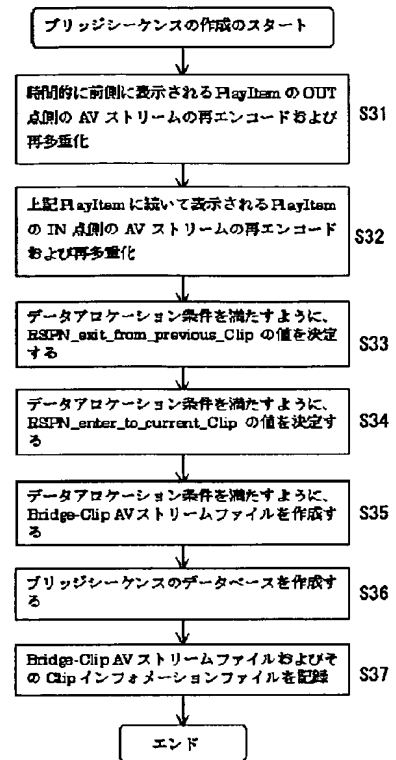 ブリッジシーケンスの作成のスタート
時間的に前側に表示されるPlayItemのOUT
点側のAVストリームの再エンコードおよび
再多重化
S31
上記PlayItemに続いて表示されるPlayItem
のIN点側のAVストリームの再エンコード
および再多重化
S32
データアロケーション条件を満たすように、
RSPN_exit_from_previous_Clipの値を決定
する
S33
データアロケーション条件を満たすように、
RSPN_enter_to_current_Clipの値を決定す
る
S34
データアロケーション条件を満たすように、
Bridge-Clip AVストリームファイルを作成す
る
S35
ブリッジシーケンスのデータベースを作成す
る
S36
Bridge-Clip AVストリームファイルおよびそ
のClipインフォメーションファイルを記録
S37
エンド